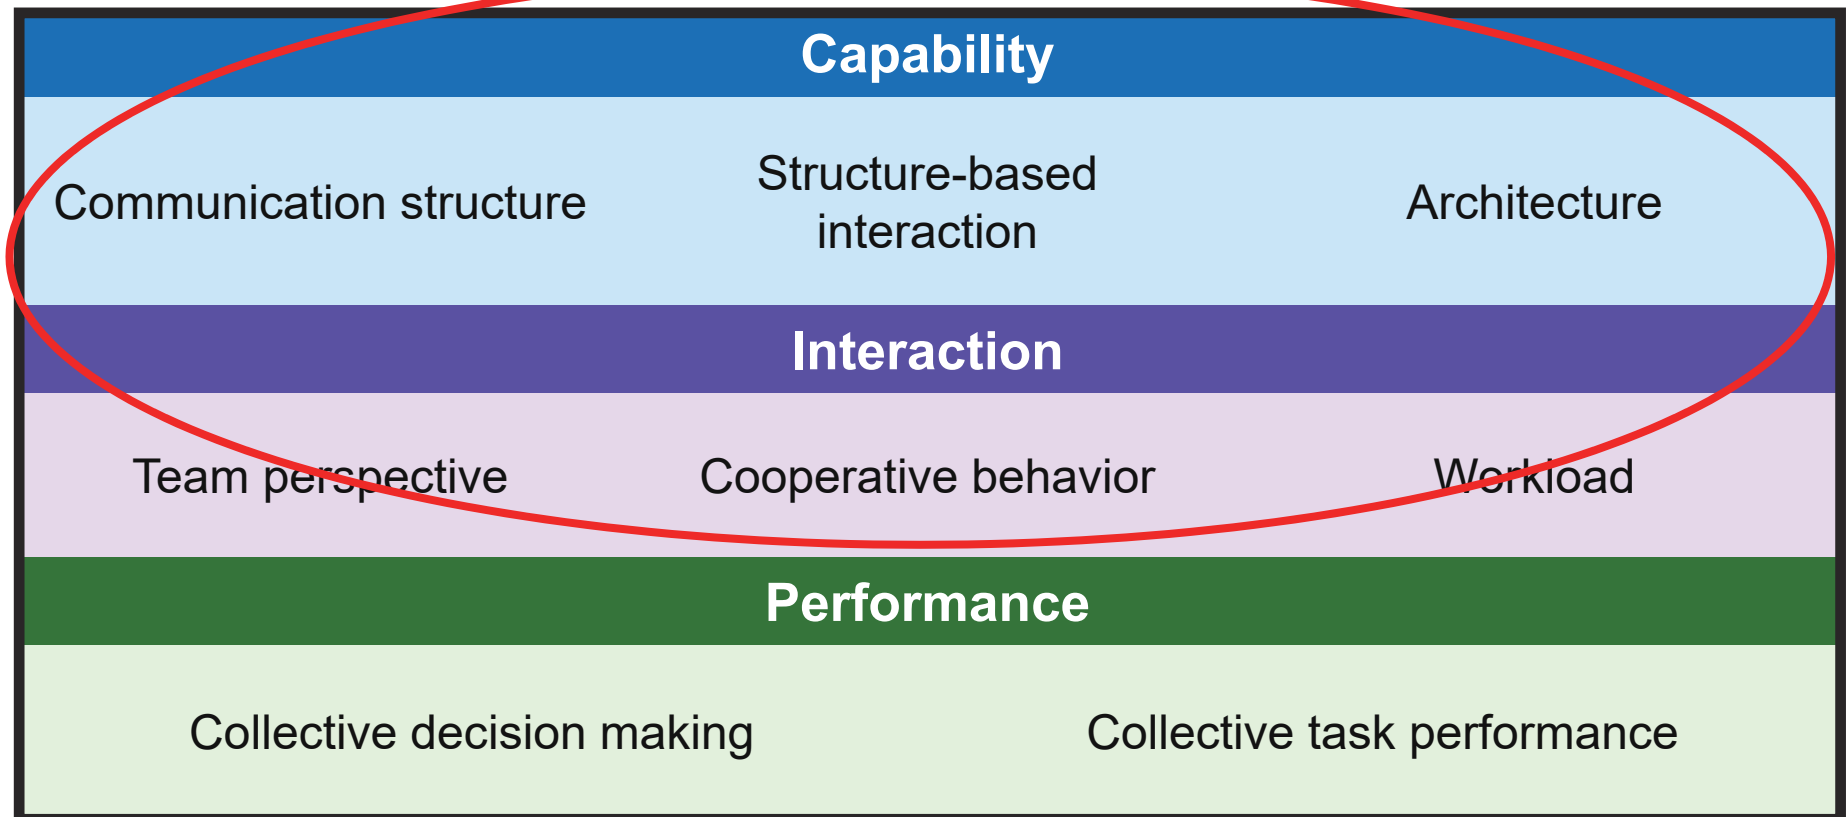 Capability
Communication structure
Structure-based
interaction
Architecture
Interaction
Team perspective
Cooperative behavior
Workload
Performance
Collective decision making
Collective task performance